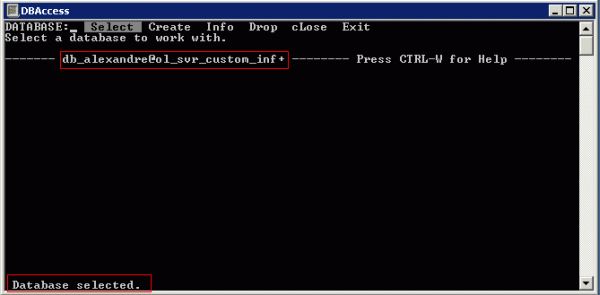 DBAccess
DATABASE: Select Create Info Drop cLose Exit
Select a database to work with.
------- db_alexandre@ol_svr_custom_inf+ -------- Press CTRL-W for Help --------
Database selected.